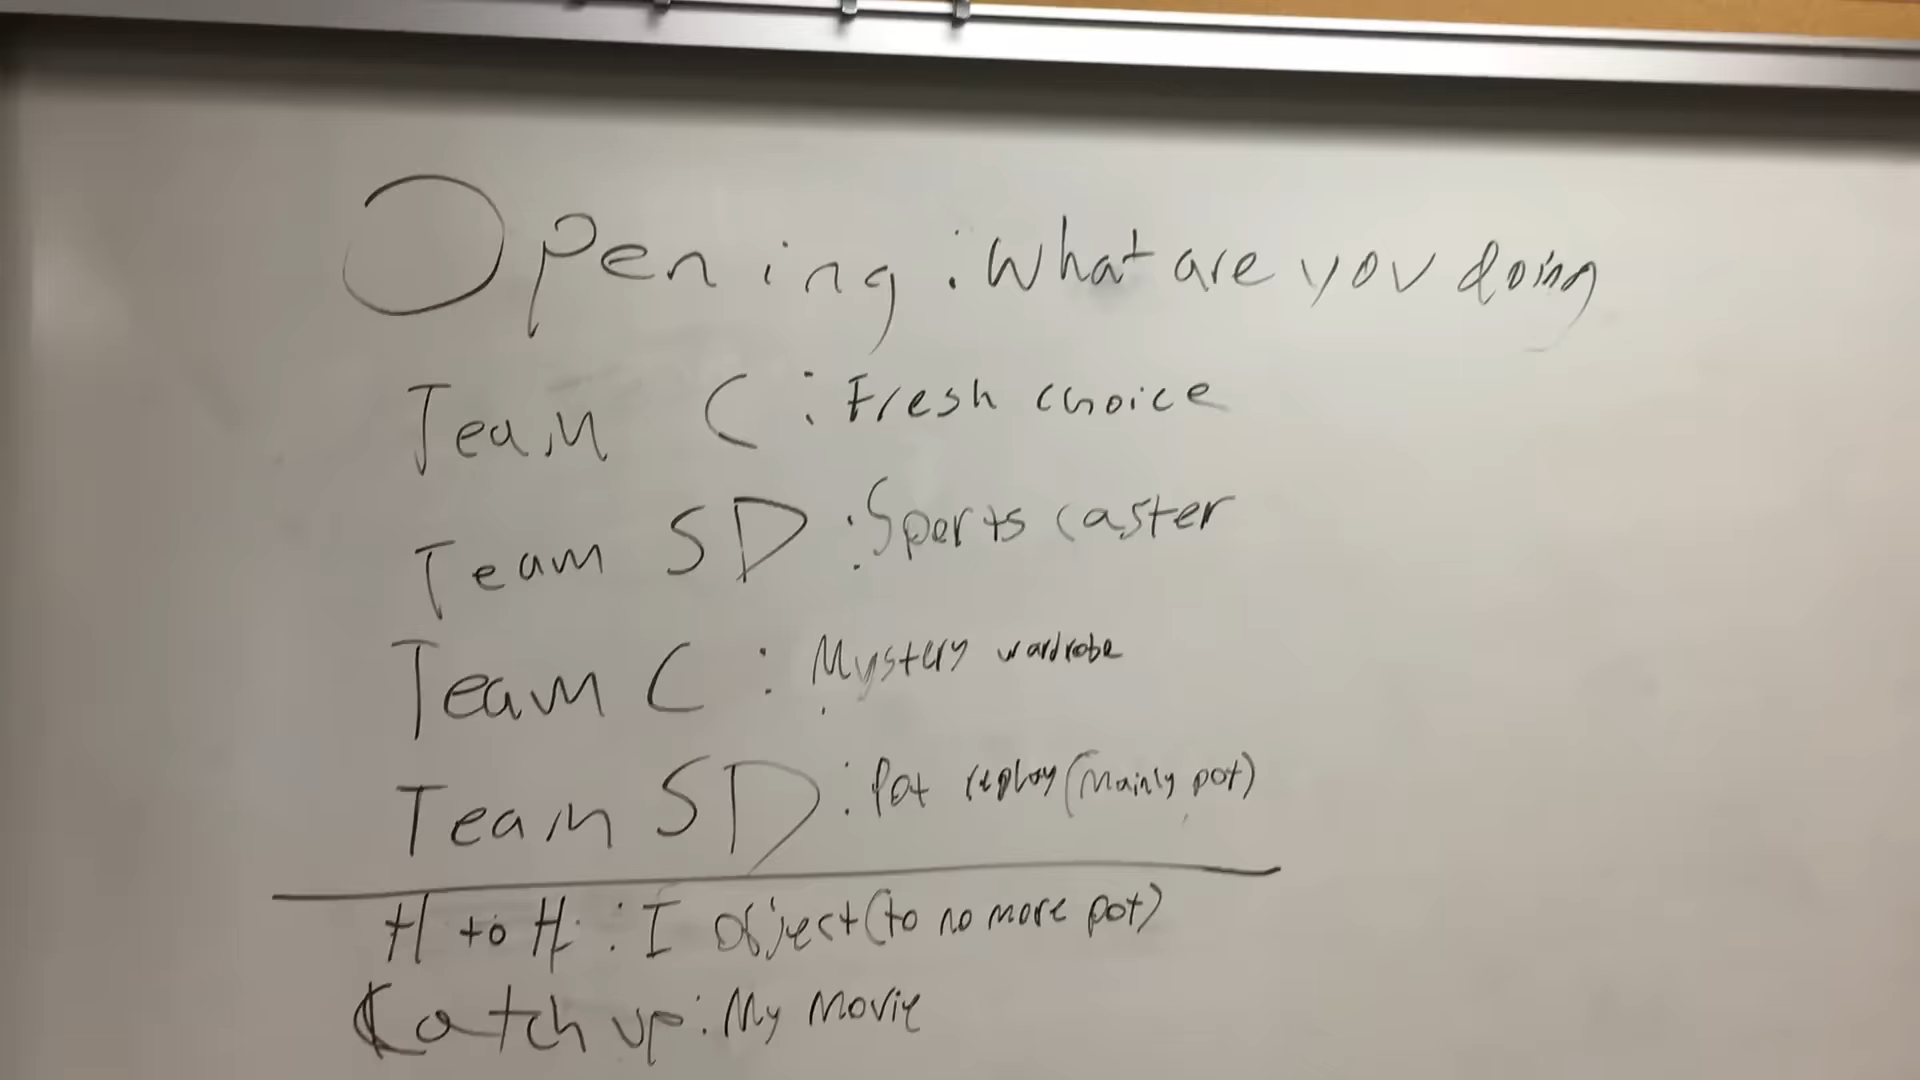 Opening: What are you doing
Team C: Fresh choice
Team SD: Sports caster
Team C: Mystery wardrobe
Team SD: Pot replay (mainly pot)
H to H: I object (to no more pot)
Catch up: My Movie